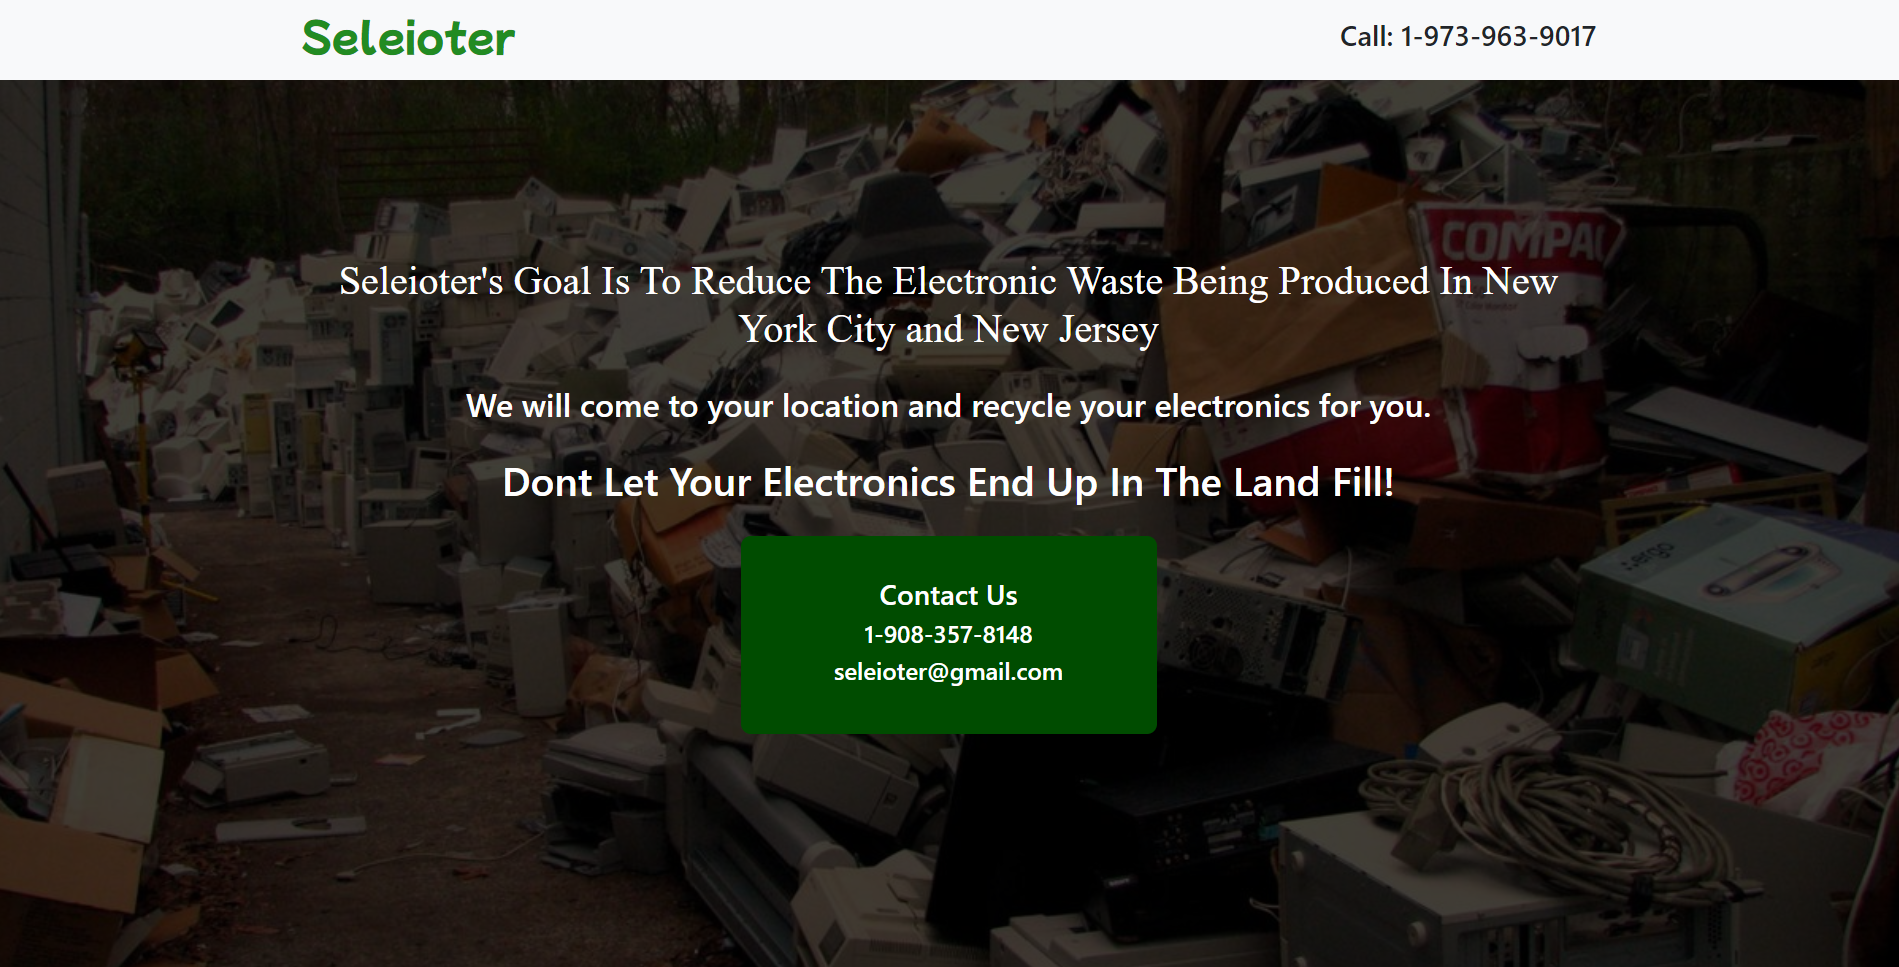 Seleioter
Call: 1-973-963-9017
COMPA
Seleioter's Goal Is To Reduce The Electronic Waste Being Produced In New
York City and New Jersey
We will come to your location and recycle your electronics for you.
Dont Let Your Electronics End Up In The Land Fill!
Contact Us
1-908-357-8148
seleioter@gmail.com